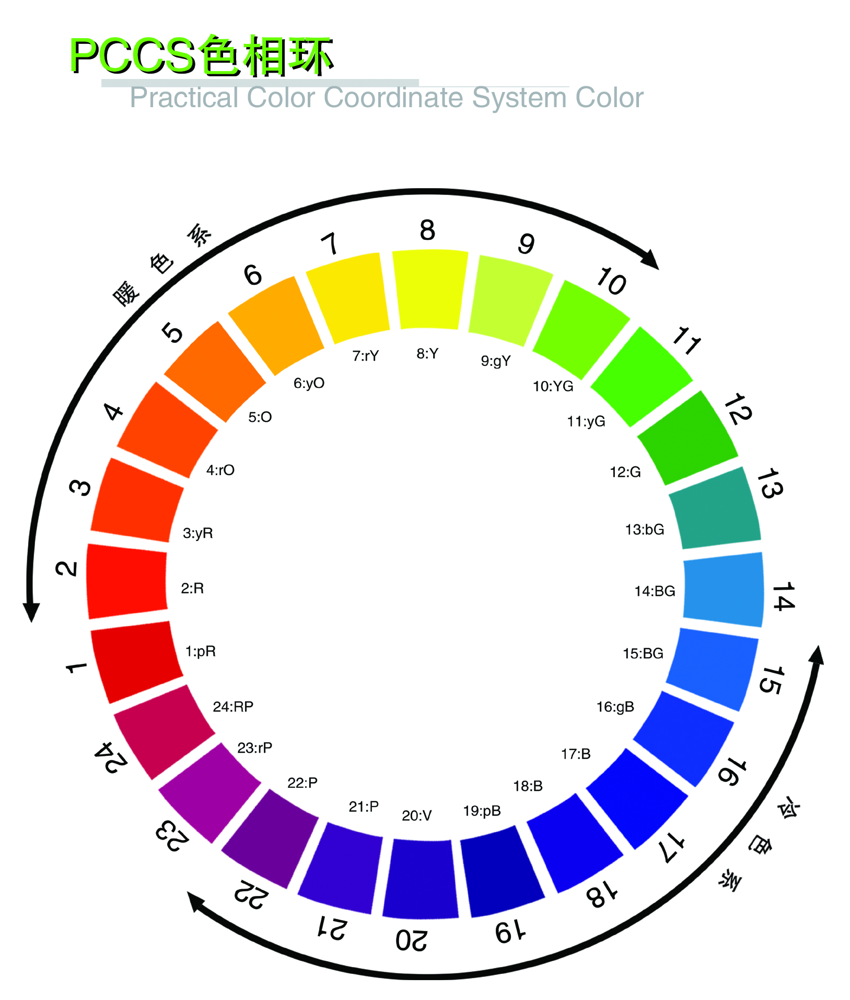 PCCS色相环
Practical Color Coordinate System Color
暖色系
冷色系
1
2
3
4
5
6
7
8
9
10
11
12
13
14
15
16
17
18
19
20
21
22
23
24
1:pR
2:R
3:yR
4:rO
5:O
6:yO
7:rY
8:Y
9:gY
10:YG
11:yG
12:G
13:bG
14:BG
15:BG
16:gB
17:B
18:B
19:pB
20:V
21:P
22:P
23:rP
24:RP